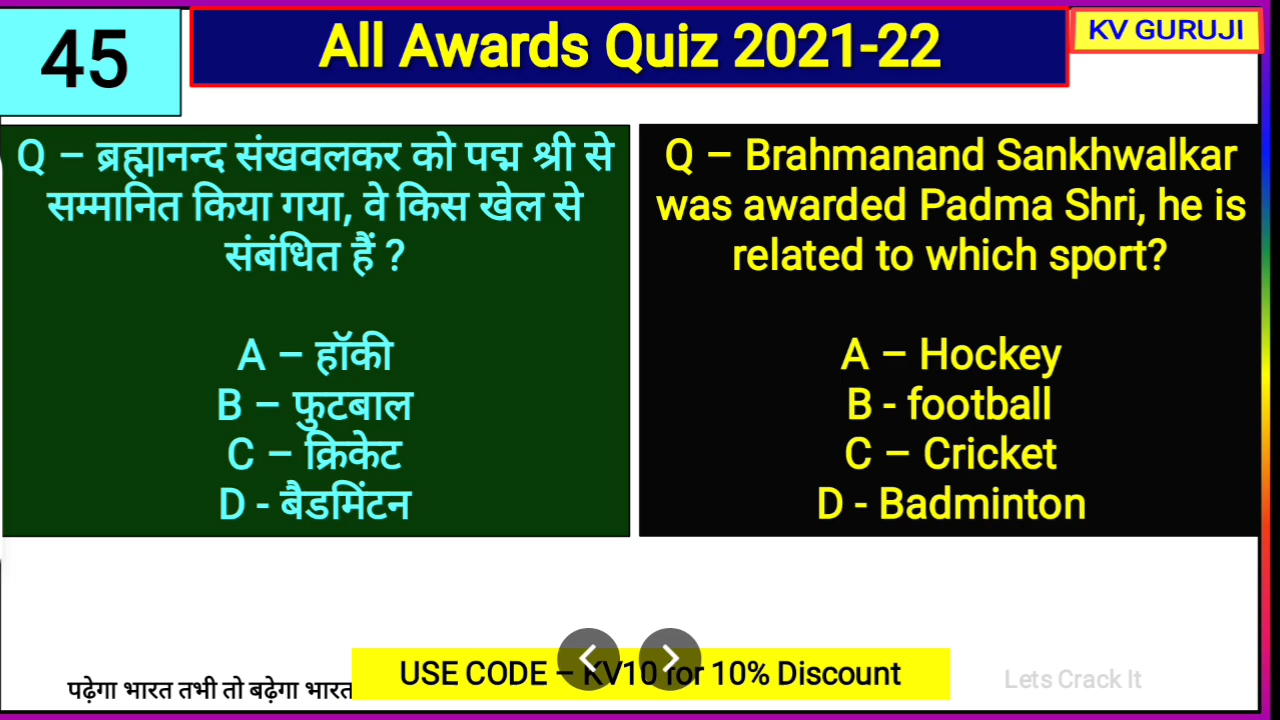 45
All Awards Quiz 2021-22
KV GURUJI
Q – ब्रह्मानन्द संखवलकर को पद्म श्री से
सम्मानित किया गया, वे किस खेल से
संबंधित हैं ?
A – हॉकी
B – फुटबाल
C – क्रिकेट
D - बैडमिंटन
Q – Brahmanand Sankhwalkar
was awarded Padma Shri, he is
related to which sport?
A – Hockey
B - football
C – Cricket
D - Badminton
पढ़ेगा भारत तभी तो बढ़ेगा भारत
USE CODE – KV10 for 10% Discount
Lets Crack It